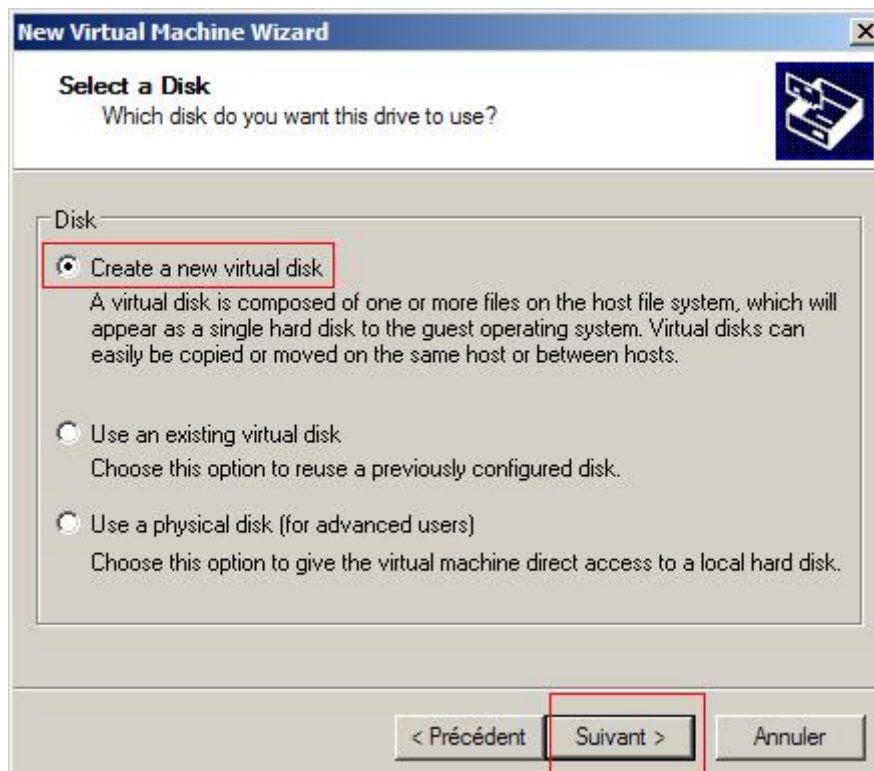 New Virtual Machine Wizard
Select a Disk
Which disk do you want this drive to use?
Disk
Create a new virtual disk
A virtual disk is composed of one or more files on the host file system, which will
appear as a single hard disk to the guest operating system. Virtual disks can
easily be copied or moved on the same host or between hosts.
Use an existing virtual disk
Choose this option to reuse a previously configured disk.
Use a physical disk (for advanced users)
Choose this option to give the virtual machine direct access to a local hard disk.
< Précédent
Suivant >
Annuler